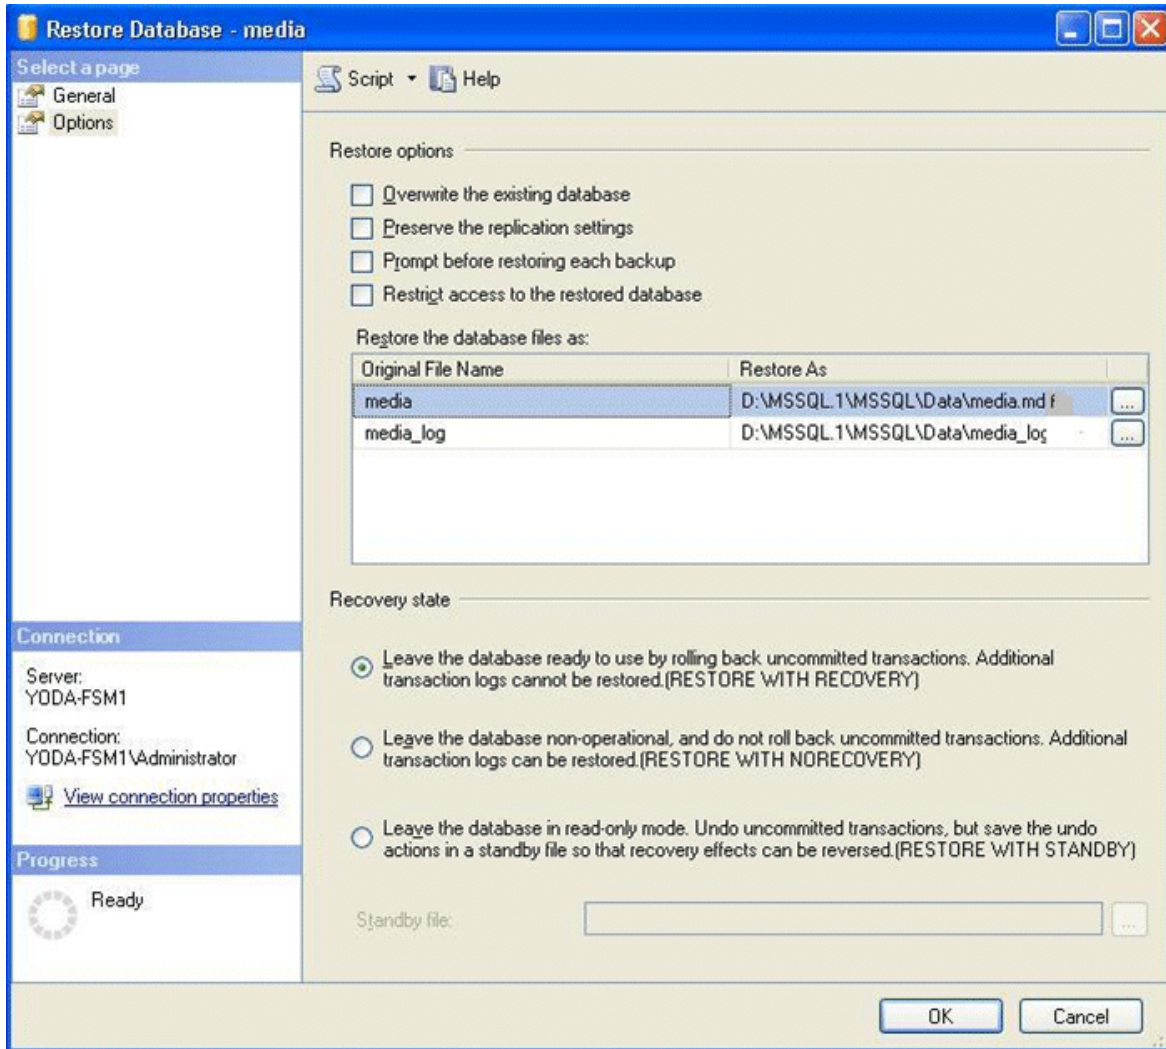 Restore Database - media
Select a page
General
Options
Script
Help
Restore options
Overwrite the existing database
Preserve the replication settings
Prompt before restoring each backup
Restrict access to the restored database
Restore the database files as:
Original File Name
Restore As
media
D:\MSSQL.1\MSSQL\Data\media.mdf
...
media_log
D:\MSSQL.1\MSSQL\Data\media_log
...
Recovery state
Leave the database ready to use by rolling back uncommitted transactions. Additional
transaction logs cannot be restored.(RESTORE WITH RECOVERY)
Leave the database non-operational, and do not roll back uncommitted transactions. Additional
transaction logs can be restored.(RESTORE WITH NORECOVERY)
Leave the database in read-only mode. Undo uncommitted transactions, but save the undo
actions in a standby file so that recovery effects can be reversed.(RESTORE WITH STANDBY)
Standby file:
...
Connection
Server:
YODA-FSM1
Connection:
YODA-FSM1\Administrator
View connection properties
Progress
Ready
OK
Cancel